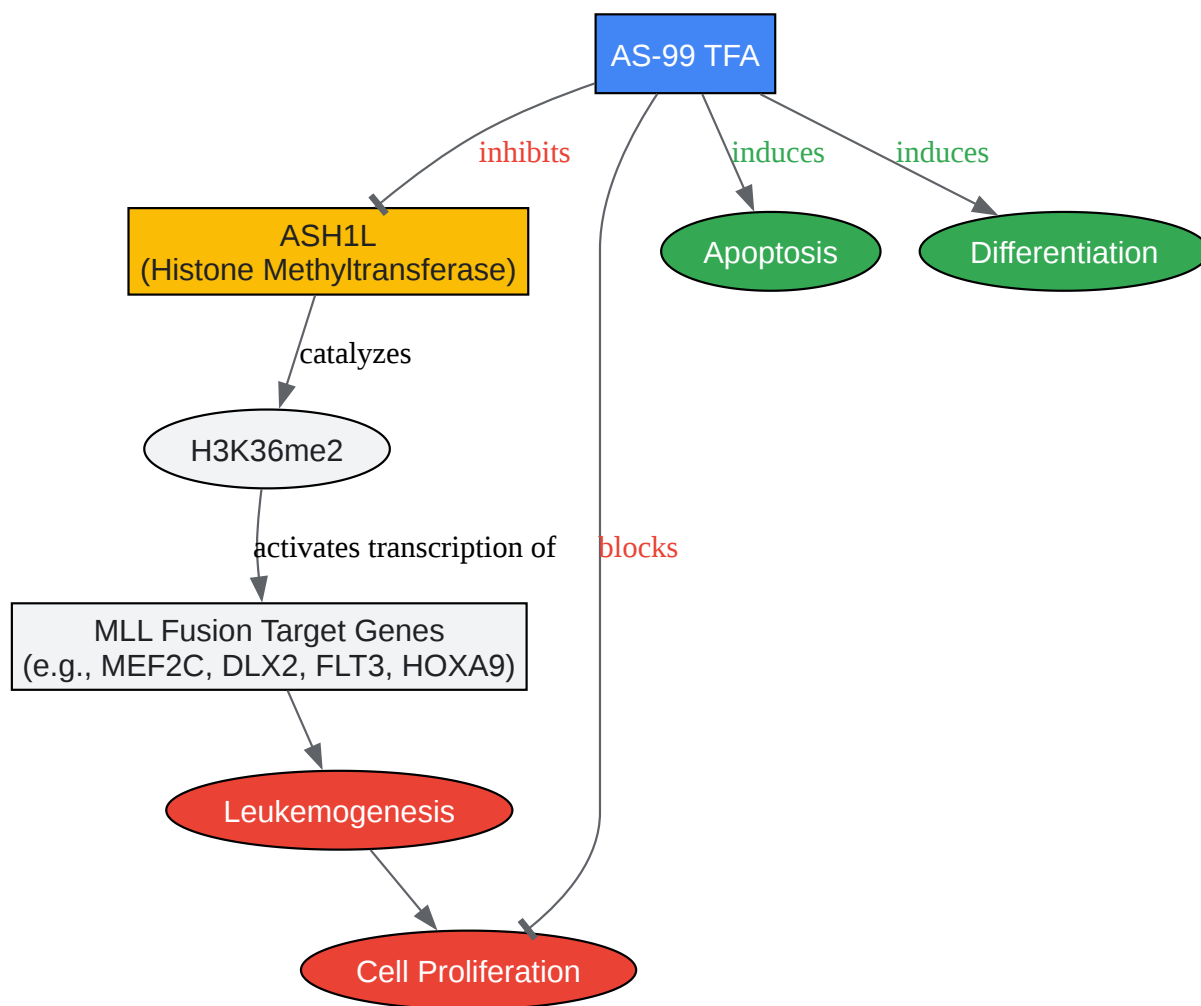 AS-99 TFA
inhibits
induces
induces
ASH1L
(Histone Methyltransferase)
Apoptosis
Differentiation
catalyzes
H3K36me2
activates transcription of
blocks
MLL Fusion Target Genes
(e.g., MEF2C, DLX2, FLT3, HOXA9)
Leukemogenesis
Cell Proliferation